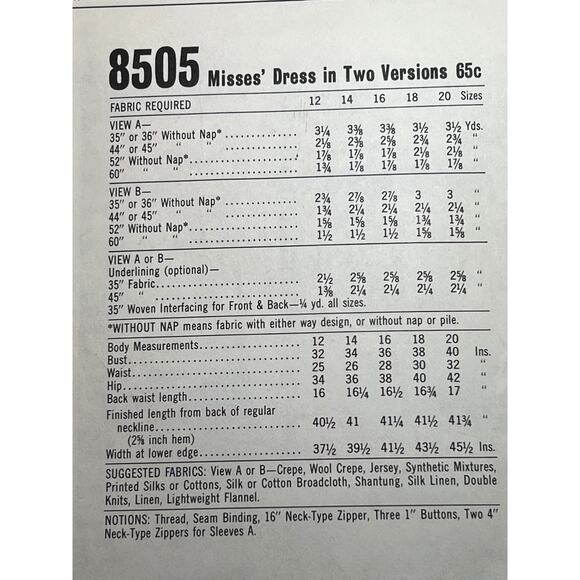 8505 Misses' Dress in Two Versions 65c
FABRIC REQUIRED 12 14 16 18 20 Sizes
VIEW A—
35" or 36" Without Nap* 3¼ 3⅜ 3⅜ 3½ 3½ Yds.
44" or 45" " " 2⅛ 2⅝ 2⅝ 2¾ 2¾ "
52" Without Nap* 1⅞ 1⅞ 1⅞ 2⅛ 2⅛ "
60" " " 1¾ 1⅞ 1⅞ 1⅞ 1⅞ "
VIEW B—
35" or 36" Without Nap* 2¾ 2⅞ 2⅞ 3 3 "
44" or 45" " " 1¾ 2¼ 2¼ 2¼ 2¼ "
52" Without Nap* 1⅝ 1⅝ 1⅝ 1¾ 1¾ "
60" " " 1½ 1½ 1½ 1⅝ 1⅝ "
VIEW A or B—
Underlining (optional)—
35" Fabric 2½ 2⅝ 2⅝ 2⅝ 2⅝ "
45" " 1⅜ 2¼ 2¼ 2¼ 2¼ "
35" Woven Interfacing for Front & Back—¼ yd. all sizes.
*WITHOUT NAP means fabric with either way design, or without nap or pile.
Body Measurements 12 14 16 18 20
Bust 32 34 36 38 40 Ins.
Waist 25 26 28 30 32 "
Hip 34 36 38 40 42 "
Back waist length 16 16¼ 16½ 16¾ 17 "
Finished length from back of regular
neckline 40½ 41 41¼ 41½ 41¾ "
(2⅝ inch hem)
Width at lower edge 37½ 39½ 41½ 43½ 45½ Ins.
SUGGESTED FABRICS: View A or B—Crepe, Wool Crepe, Jersey, Synthetic Mixtures,
Printed Silks or Cottons, Silk or Cotton Broadcloth, Shantung, Silk Linen, Double
Knits, Linen, Lightweight Flannel.
NOTIONS: Thread, Seam Binding, 16" Neck-Type Zipper, Three 1" Buttons, Two 4"
Neck-Type Zippers for Sleeves A.